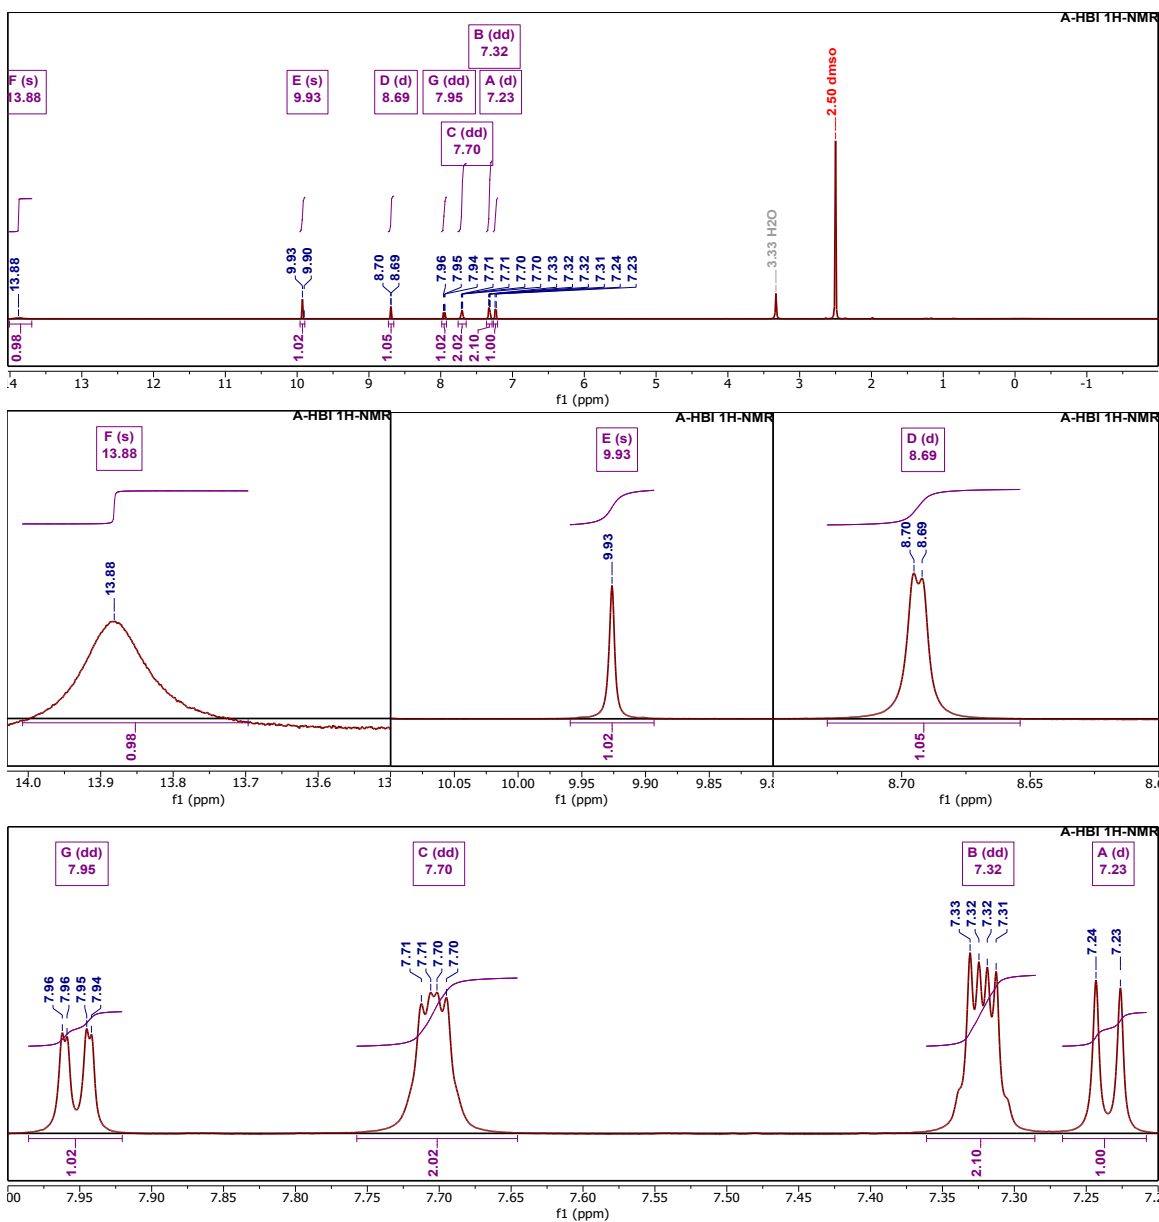 A-HBI 1H-NMR
B (dd)
7.32
F (s)
13.88
E (s)
9.93
D (d)
8.69
G (dd)
7.95
A (d)
7.23
C (dd)
7.70
2.50 dmso
3.33 H2O
13.88
9.93
9.90
8.70
8.69
7.96
7.95
7.94
7.71
7.71
7.70
7.70
7.33
7.32
7.32
7.31
7.24
7.23
0.98
1.02
1.05
1.02
2.02
2.10
1.00
13 12 11 10 9 8 7 6 5 4 3 2 1 0 -1
f1 (ppm)
A-HBI 1H-NMR
F (s)
13.88
13.88
0.98
14.0 13.9 13.8 13.7 13.6 13
f1 (ppm)
A-HBI 1H-NMR
E (s)
9.93
9.93
1.02
10.05 10.00 9.95 9.90 9.85
f1 (ppm)
A-HBI 1H-NMR
D (d)
8.69
8.70
8.69
1.05
8.70 8.65
f1 (ppm)
A-HBI 1H-NMR
G (dd)
7.95
C (dd)
7.70
B (dd)
7.32
A (d)
7.23
7.96
7.96
7.95
7.94
7.71
7.71
7.70
7.70
7.33
7.32
7.32
7.31
7.24
7.23
1.02
2.02
2.10
1.00
7.95 7.90 7.85 7.80 7.75 7.70 7.65 7.60 7.55 7.50 7.45 7.40 7.35 7.30 7.25
f1 (ppm)